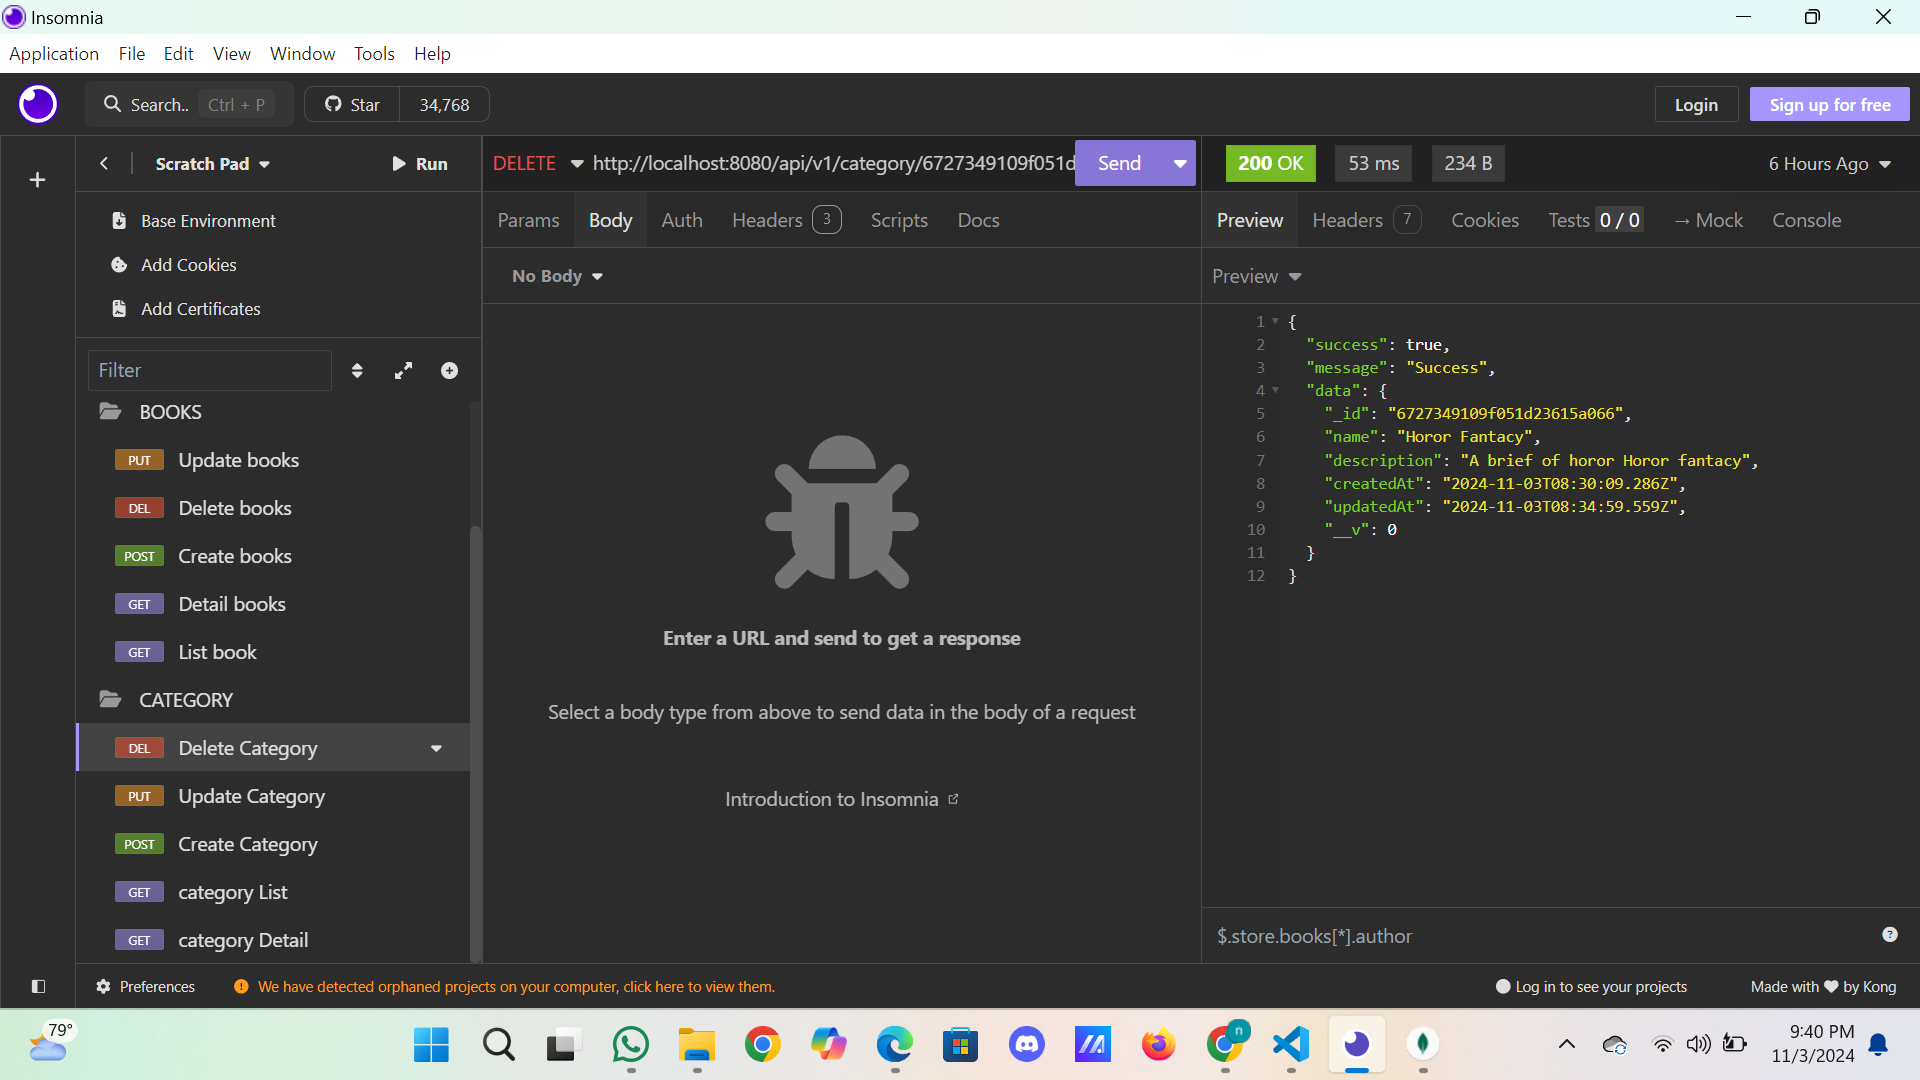 Insomnia
Application File Edit View Window Tools Help
Search.. Ctrl + P Star 34,768 Login Sign up for free
Scratch Pad Run
DELETE http://localhost:8080/api/v1/category/6727349109f051d Send
200 OK 53 ms 234 B 6 Hours Ago
Base Environment
Add Cookies
Add Certificates
Filter
BOOKS
PUT Update books
DEL Delete books
POST Create books
GET Detail books
GET List book
CATEGORY
DEL Delete Category
PUT Update Category
POST Create Category
GET category List
GET category Detail
Params Body Auth Headers 3 Scripts Docs
No Body
Enter a URL and send to get a response
Select a body type from above to send data in the body of a request
Introduction to Insomnia
Preview Headers 7 Cookies Tests 0 / 0 → Mock Console
Preview
1 {
2 "success": true,
3 "message": "Success",
4 "data": {
5 "_id": "6727349109f051d23615a066",
6 "name": "Horor Fantacy",
7 "description": "A brief of horor Horor fantacy",
8 "createdAt": "2024-11-03T08:30:09.286Z",
9 "updatedAt": "2024-11-03T08:34:59.559Z",
10 "__v": 0
11 }
12 }
$.store.books[*].author
Preferences We have detected orphaned projects on your computer, click here to view them. Log in to see your projects Made with ♥ by Kong
79°
n
9:40 PM
11/3/2024